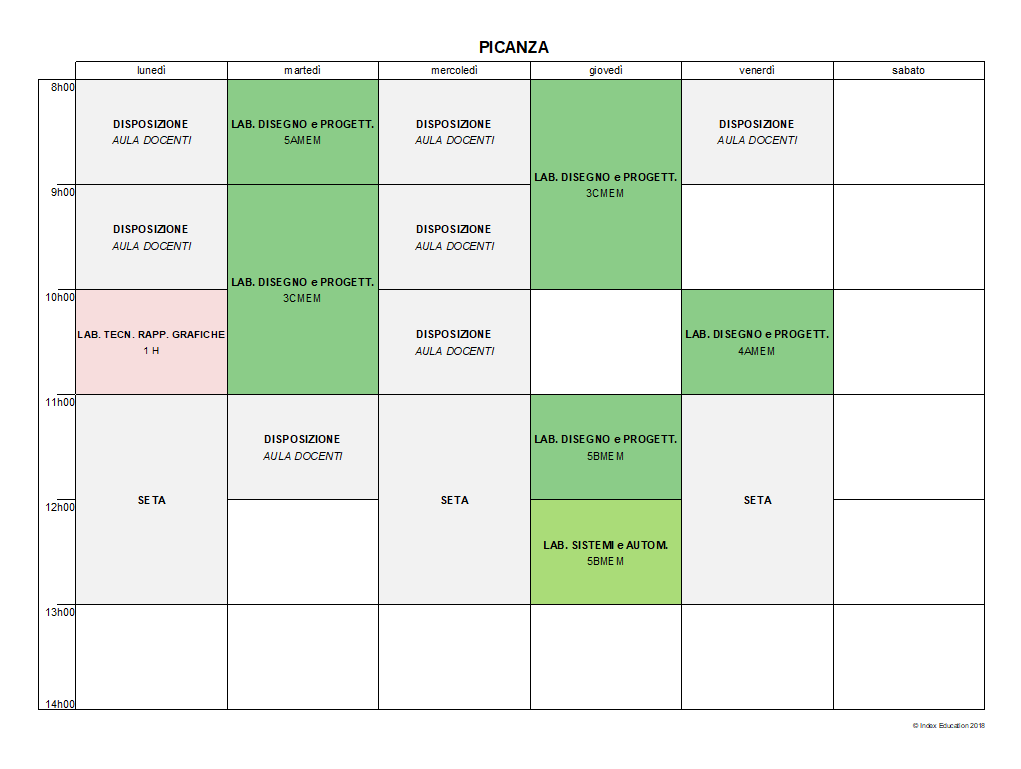 PICANZA
lunedì martedì mercoledì giovedì venerdì sabato
8h00
DISPOSIZIONE LAB. DISEGNO e PROGETT. DISPOSIZIONE DISPOSIZIONE
AULA DOCENTI 5AMEM AULA DOCENTI AULA DOCENTI
LAB. DISEGNO e PROGETT.
9h00 3CMEM
DISPOSIZIONE DISPOSIZIONE
AULA DOCENTI AULA DOCENTI
LAB. DISEGNO e PROGETT.
10h00 3CMEM
LAB. TECN. RAPP. GRAFICHE DISPOSIZIONE LAB. DISEGNO e PROGETT.
1 H AULA DOCENTI 4AMEM
11h00
DISPOSIZIONE LAB. DISEGNO e PROGETT.
AULA DOCENTI 5BMEM
SETA SETA SETA
12h00
LAB. SISTEMI e AUTOM.
5BMEM
13h00
14h00
© Index Education 2018